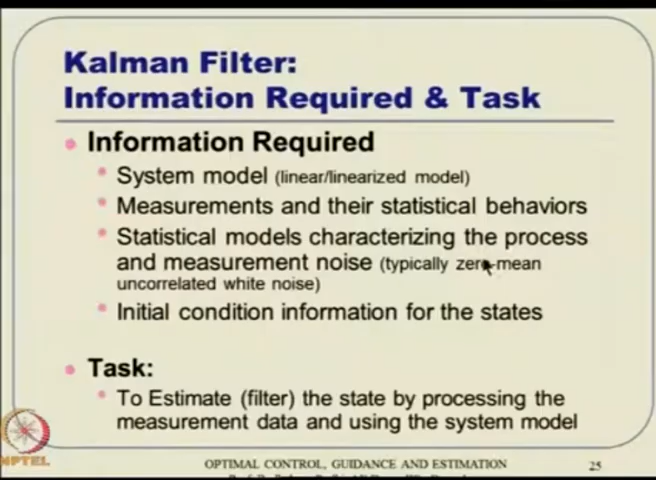 Kalman Filter:
Information Required & Task
Information Required
System model (linear/linearized model)
Measurements and their statistical behaviors
Statistical models characterizing the process
and measurement noise (typically zero-mean
uncorrelated white noise)
Initial condition information for the states
Task:
To Estimate (filter) the state by processing the
measurement data and using the system model
NPTEL
OPTIMAL CONTROL, GUIDANCE AND ESTIMATION
25